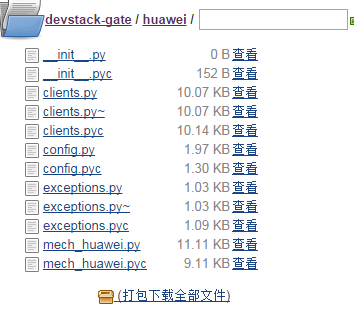 devstack-gate / huawei /
__init__.py 0 B 查看
__init__.pyc 152 B 查看
clients.py 10.07 KB 查看
clients.py~ 10.07 KB 查看
clients.pyc 10.14 KB 查看
config.py 1.97 KB 查看
config.pyc 1.30 KB 查看
exceptions.py 1.03 KB 查看
exceptions.py~ 1.03 KB 查看
exceptions.pyc 1.09 KB 查看
mech_huawei.py 11.11 KB 查看
mech_huawei.pyc 9.11 KB 查看
(打包下载全部文件)